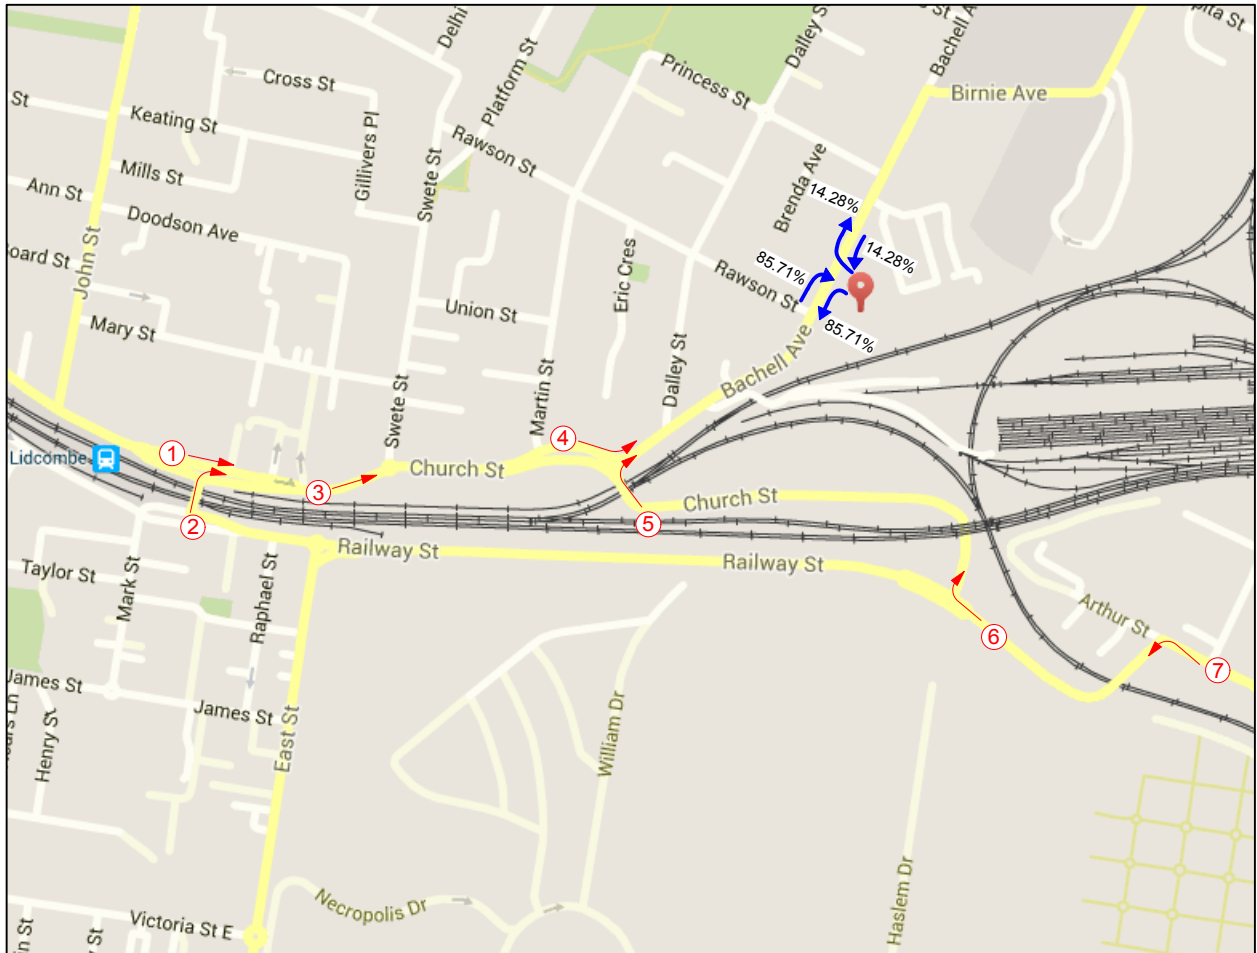 Delhi
Dalley S
Bachell A
pita St
Platform St
Princess St
Cross St
Birnie Ave
St
Keating St
Gillivers Pl
Rawson St
Swete St
Brenda Ave
Mills St
Ann St
14.28%
Doodson Ave
John St
14.28%
oard St
Eric Cres
85.71%
Rawson St
Union St
Mary St
85.71%
Dalley St
Bachell Ave
Swete St
Martin St
1
4
Lidcombe
Church St
3
Church St
2
5
Railway St
Railway St
Taylor St
Mark St
Raphael St
Arthur St
6
7
James St
James St
Henry St
East St
William Dr
Haslem Dr
Necropolis Dr
Victoria St E